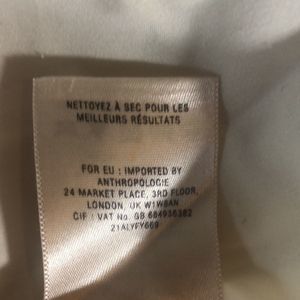 NETTOYEZ À SEC POUR LES
MEILLEURS RÉSULTATS
FOR EU : IMPORTED BY
ANTHROPOLOGIE
24 MARKET PLACE, 3RD FLOOR,
LONDON, UK W1W8AN
CIF : VAT No. GB 684936382
21ALYFY669